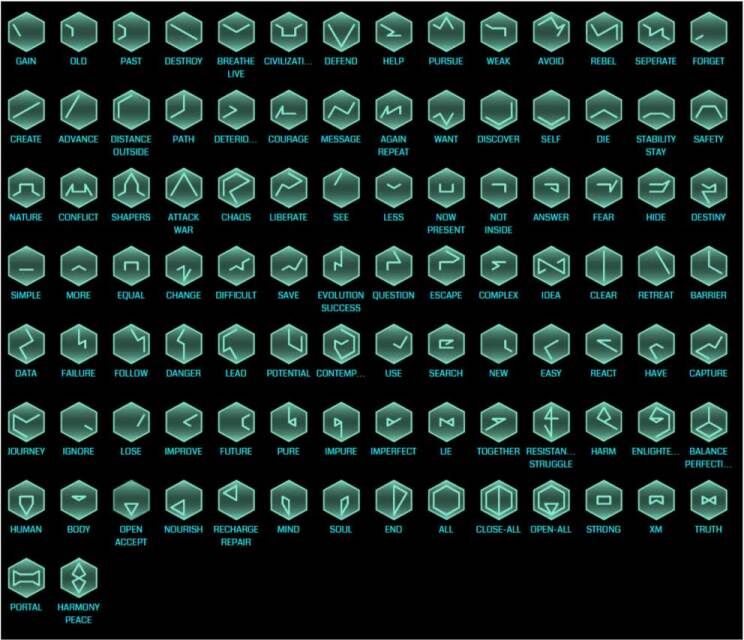 GAIN OLD PAST DESTROY BREATHE CIVILIZATI... DEFEND HELP PURSUE WEAK AVOID REBEL SEPERATE FORGET
LIVE
CREATE ADVANCE DISTANCE PATH DETERIO... COURAGE MESSAGE AGAIN WANT DISCOVER SELF DIE STABILITY SAFETY
OUTSIDE REPEAT STAY
NATURE CONFLICT SHAPERS ATTACK CHAOS LIBERATE SEE LESS NOW NOT ANSWER FEAR HIDE DESTINY
WAR PRESENT INSIDE
SIMPLE MORE EQUAL CHANGE DIFFICULT SAVE EVOLUTION QUESTION ESCAPE COMPLEX IDEA CLEAR RETREAT BARRIER
SUCCESS
DATA FAILURE FOLLOW DANGER LEAD POTENTIAL CONTEMP... USE SEARCH NEW EASY REACT HAVE CAPTURE
JOURNEY IGNORE LOSE IMPROVE FUTURE PURE IMPURE IMPERFECT LIE TOGETHER RESISTAN... HARM ENLIGHTE... BALANCE
STRUGGLE PERFECTI...
HUMAN BODY OPEN NOURISH RECHARGE MIND SOUL END ALL CLOSE-ALL OPEN-ALL STRONG XM TRUTH
ACCEPT REPAIR
PORTAL HARMONY
PEACE